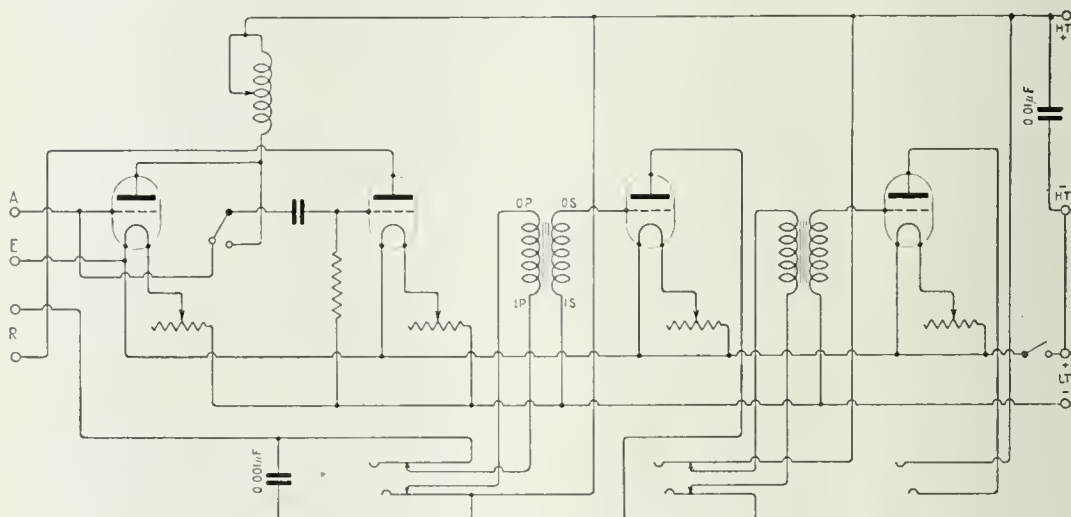 HT
+
0.01µF
HT
−
A
E
R
OP
OS
IP
IS
+
LT
−
0.001µF